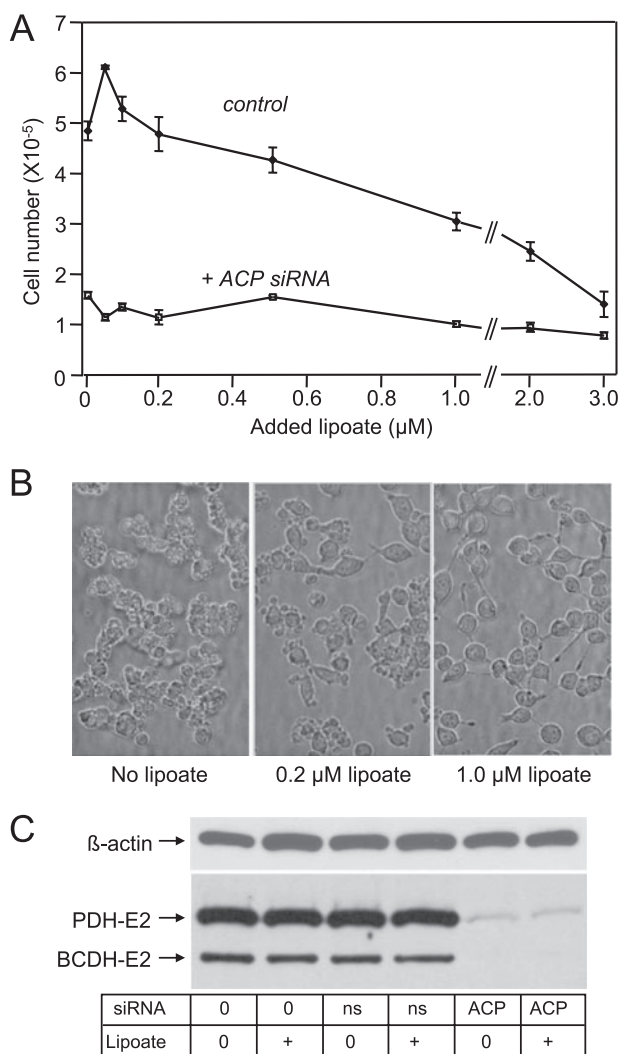 A
Cell number (X10⁻⁵)
7
6
5
4
3
2
1
0
control
+ ACP siRNA
//
//
//
0 0.2 0.4 0.6 0.8 1.0 2.0 3.0
Added lipoate (µM)
B
No lipoate 0.2 µM lipoate 1.0 µM lipoate
C
ß-actin
PDH-E2
BCDH-E2
siRNA 0 0 ns ns ACP ACP
Lipoate 0 + 0 + 0 +